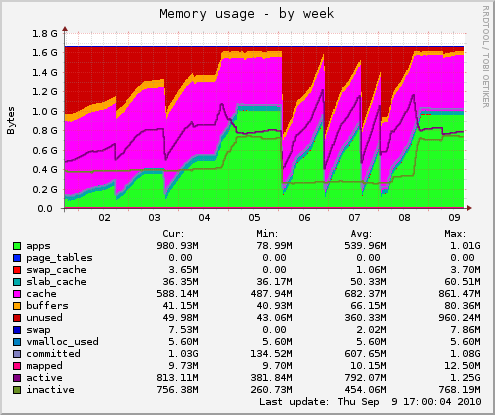 Memory usage - by week
RRDTOOL / TOBI OETIKER
Bytes
1.8 G
1.6 G
1.4 G
1.2 G
1.0 G
0.8 G
0.6 G
0.4 G
0.2 G
0.0
02 03 04 05 06 07 08 09
Cur: Min: Avg: Max:
apps 980.93M 78.99M 539.96M 1.01G
page_tables 0.00 0.00 0.00 0.00
swap_cache 3.65M 0.00 1.06M 3.70M
slab_cache 36.35M 36.17M 50.33M 60.51M
cache 588.14M 487.94M 682.37M 861.47M
buffers 41.15M 40.93M 66.15M 80.36M
unused 49.98M 43.06M 360.33M 960.24M
swap 7.53M 0.00 2.02M 7.86M
vmalloc_used 5.60M 5.60M 5.60M 5.60M
committed 1.03G 134.52M 607.65M 1.08G
mapped 9.73M 9.70M 10.15M 12.50M
active 813.11M 381.84M 792.07M 1.25G
inactive 756.38M 260.73M 454.06M 768.19M
Last update: Thu Sep 9 17:00:04 2010